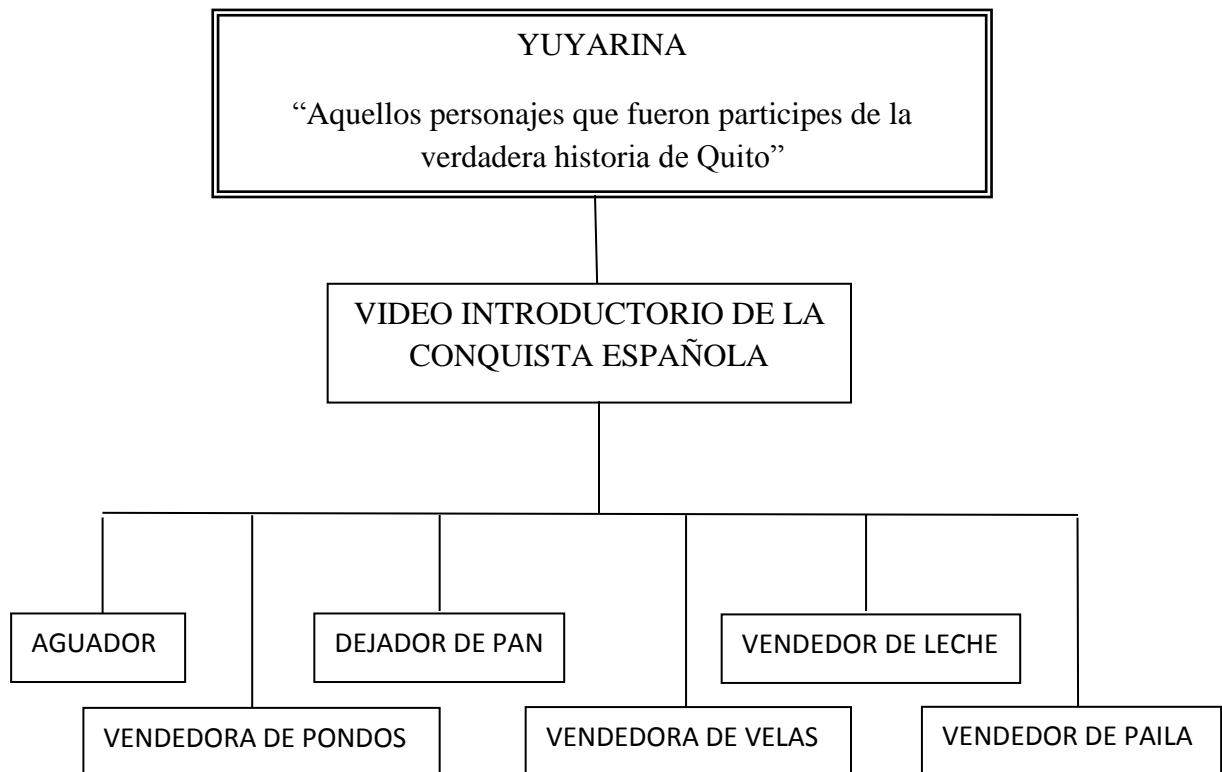 YUYARINA
“Aquellos personajes que fueron participes de la
verdadera historia de Quito”
VIDEO INTRODUCTORIO DE LA
CONQUISTA ESPAÑOLA
AGUADOR
DEJADOR DE PAN
VENDEDOR DE LECHE
VENDEDORA DE PONDOS
VENDEDORA DE VELAS
VENDEDOR DE PAILA